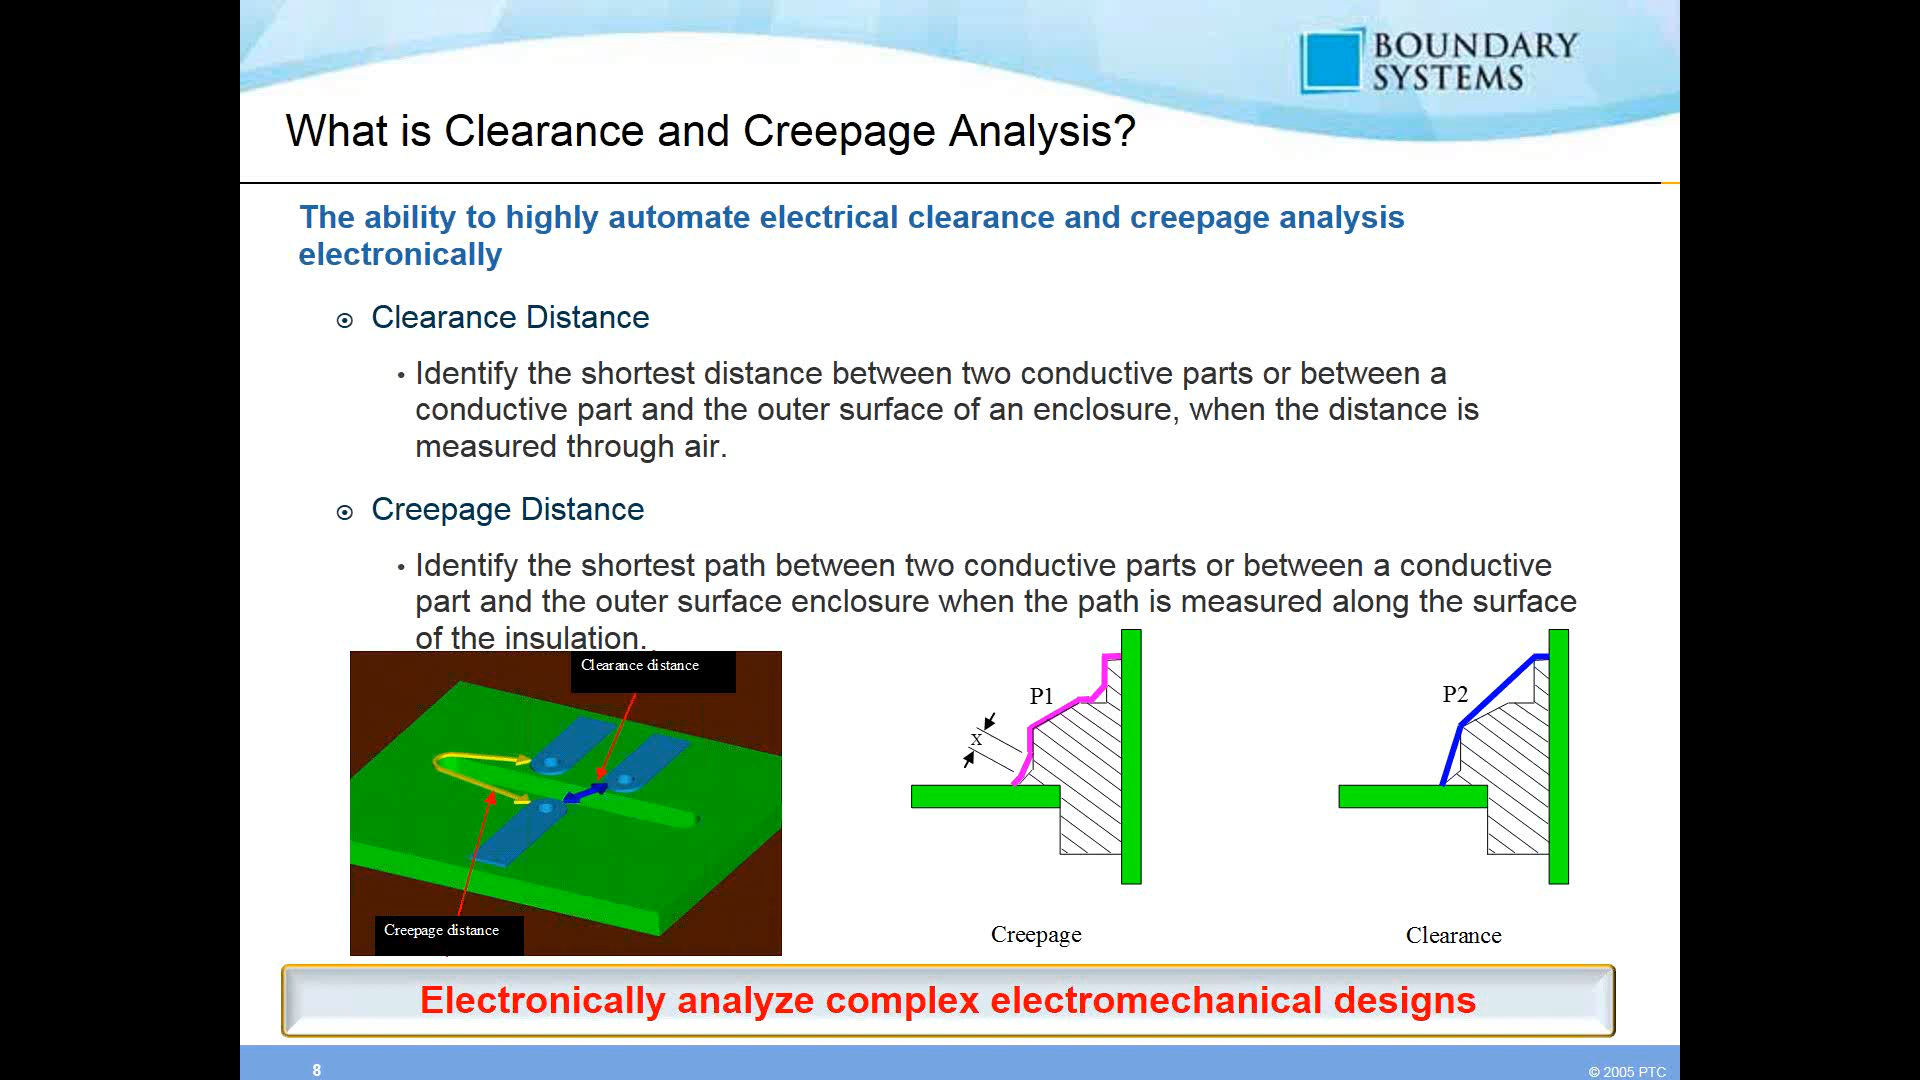 BOUNDARY
SYSTEMS
What is Clearance and Creepage Analysis?
The ability to highly automate electrical clearance and creepage analysis
electronically
Clearance Distance
• Identify the shortest distance between two conductive parts or between a
conductive part and the outer surface of an enclosure, when the distance is
measured through air.
Creepage Distance
• Identify the shortest path between two conductive parts or between a conductive
part and the outer surface enclosure when the path is measured along the surface
of the insulation.
Clearance distance
Creepage distance
P1
x
Creepage
P2
Clearance
Electronically analyze complex electromechanical designs
8
© 2005 PTC